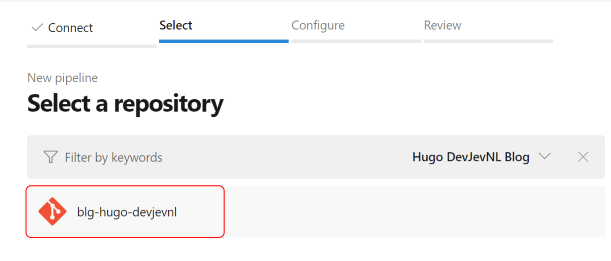 Connect
Select
Configure
Review
New pipeline
Select a repository
Filter by keywords
Hugo DevJevNL Blog
blg-hugo-devjevnl